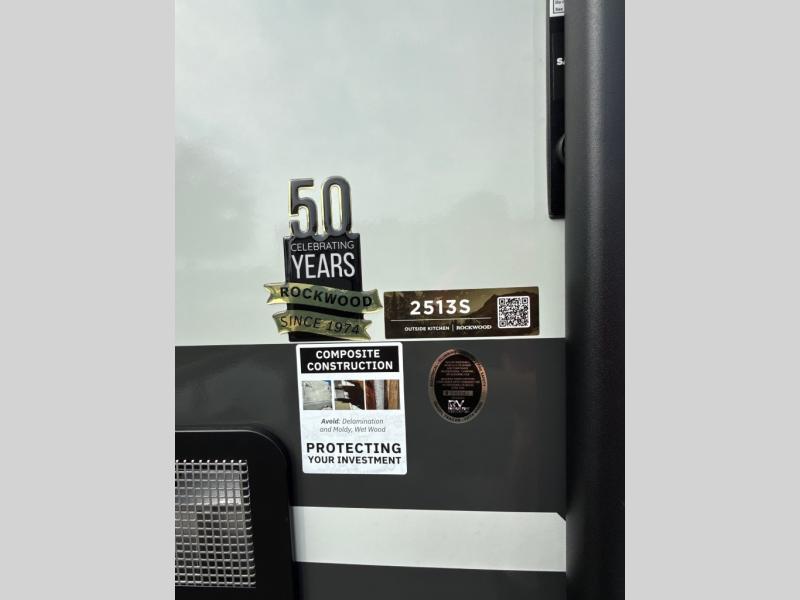 50
CELEBRATING
YEARS
ROCKWOOD
SINCE 1974
2513S
OUTSIDE KITCHEN | ROCKWOOD
COMPOSITE
CONSTRUCTION
Avoid: Delamination
and Moldy, Wet Wood
PROTECTING
YOUR INVESTMENT
RV